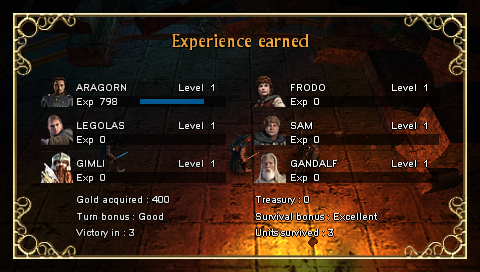 Experience earned
ARAGORN Level 1
Exp 798
FRODO Level 1
Exp 0
LEGOLAS Level 1
Exp 0
SAM Level 1
Exp 0
GIMLI Level 1
Exp 0
GANDALF Level 1
Exp 0
Gold acquired : 400
Treasury : 0
Turn bonus : Good
Survival bonus : Excellent
Victory in : 3
Units survived : 3